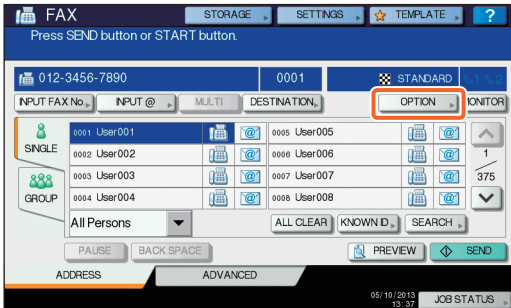 FAX STORAGE SETTINGS TEMPLATE ?
Press SEND button or START button.
012-3456-7890 0001 STANDARD L1 L2
INPUT FAX No. INPUT @ MULTI DESTINATION OPTION MONITOR
SINGLE
GROUP
0001 User001 @ 0005 User005 @
0002 User002 @ 0006 User006 @
0003 User003 @ 0007 User007 @
0004 User004 @ 0008 User008 @
1
375
All Persons ALL CLEAR KNOWN ID SEARCH
PAUSE BACK SPACE PREVIEW SEND
ADDRESS ADVANCED
05/10/2013
13:37
JOB STATUS